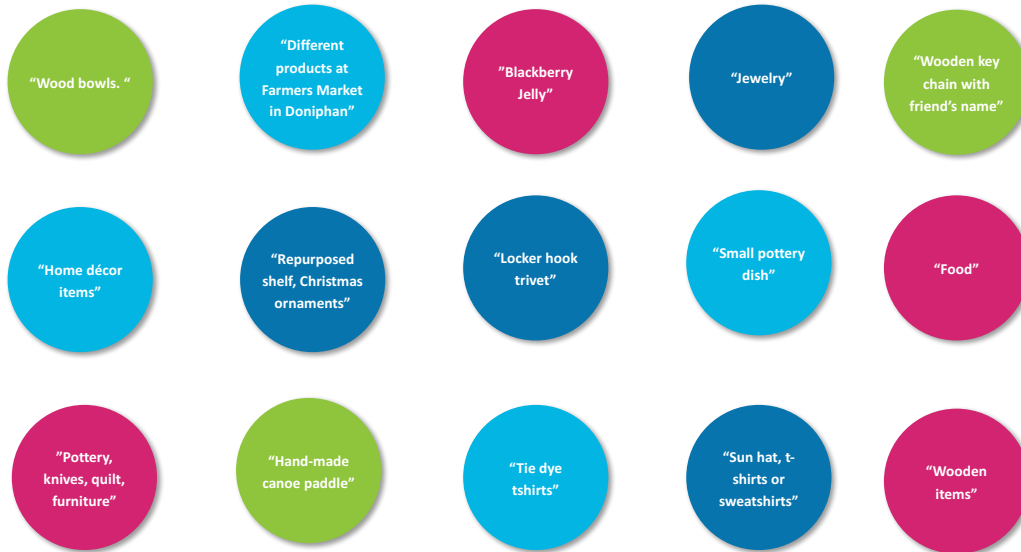 “Wood bowls. “
“Different
products at
Farmers Market
in Doniphan”
”Blackberry
Jelly”
“Jewelry”
“Wooden key
chain with
friend’s name”
“Home décor
items”
“Repurposed
shelf, Christmas
ornaments”
“Locker hook
trivet”
“Small pottery
dish”
“Food”
”Pottery,
knives, quilt,
furniture”
“Hand-made
canoe paddle”
“Tie dye
tshirts”
“Sun hat, t-
shirts or
sweatshirts”
“Wooden
items”